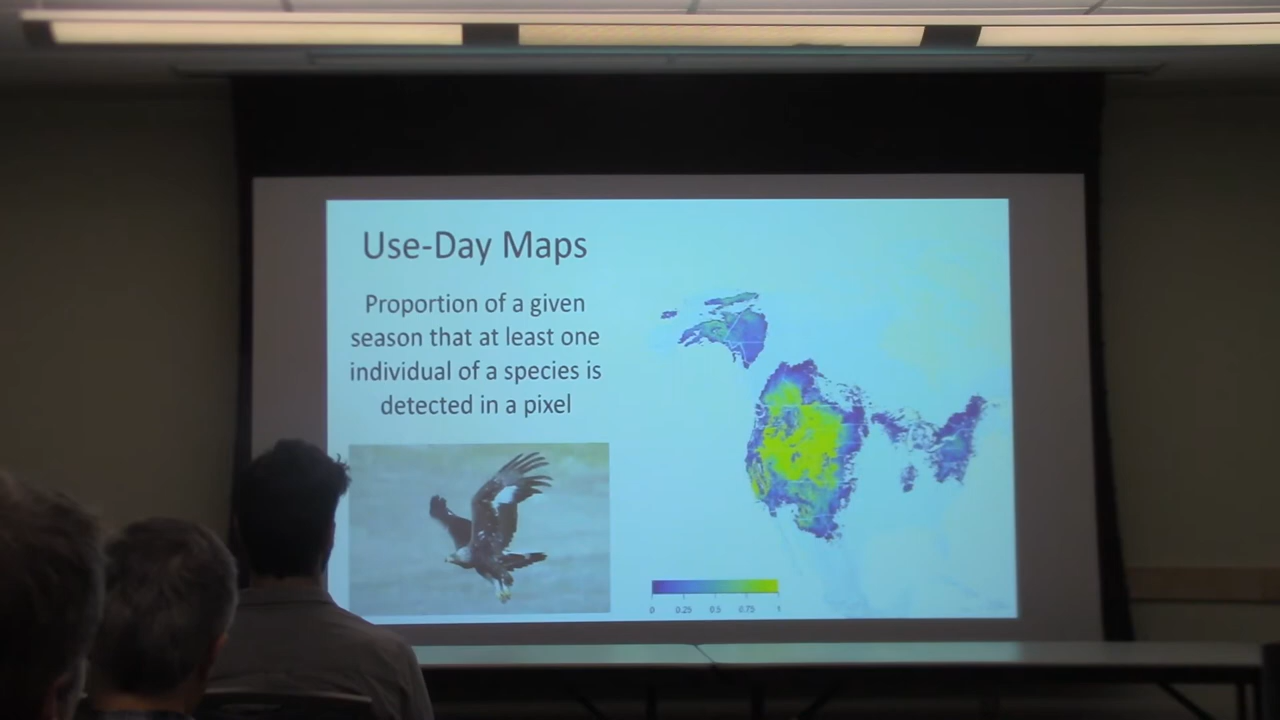 Use-Day Maps
Proportion of a given
season that at least one
individual of a species is
detected in a pixel
0 0.25 0.5 0.75 1